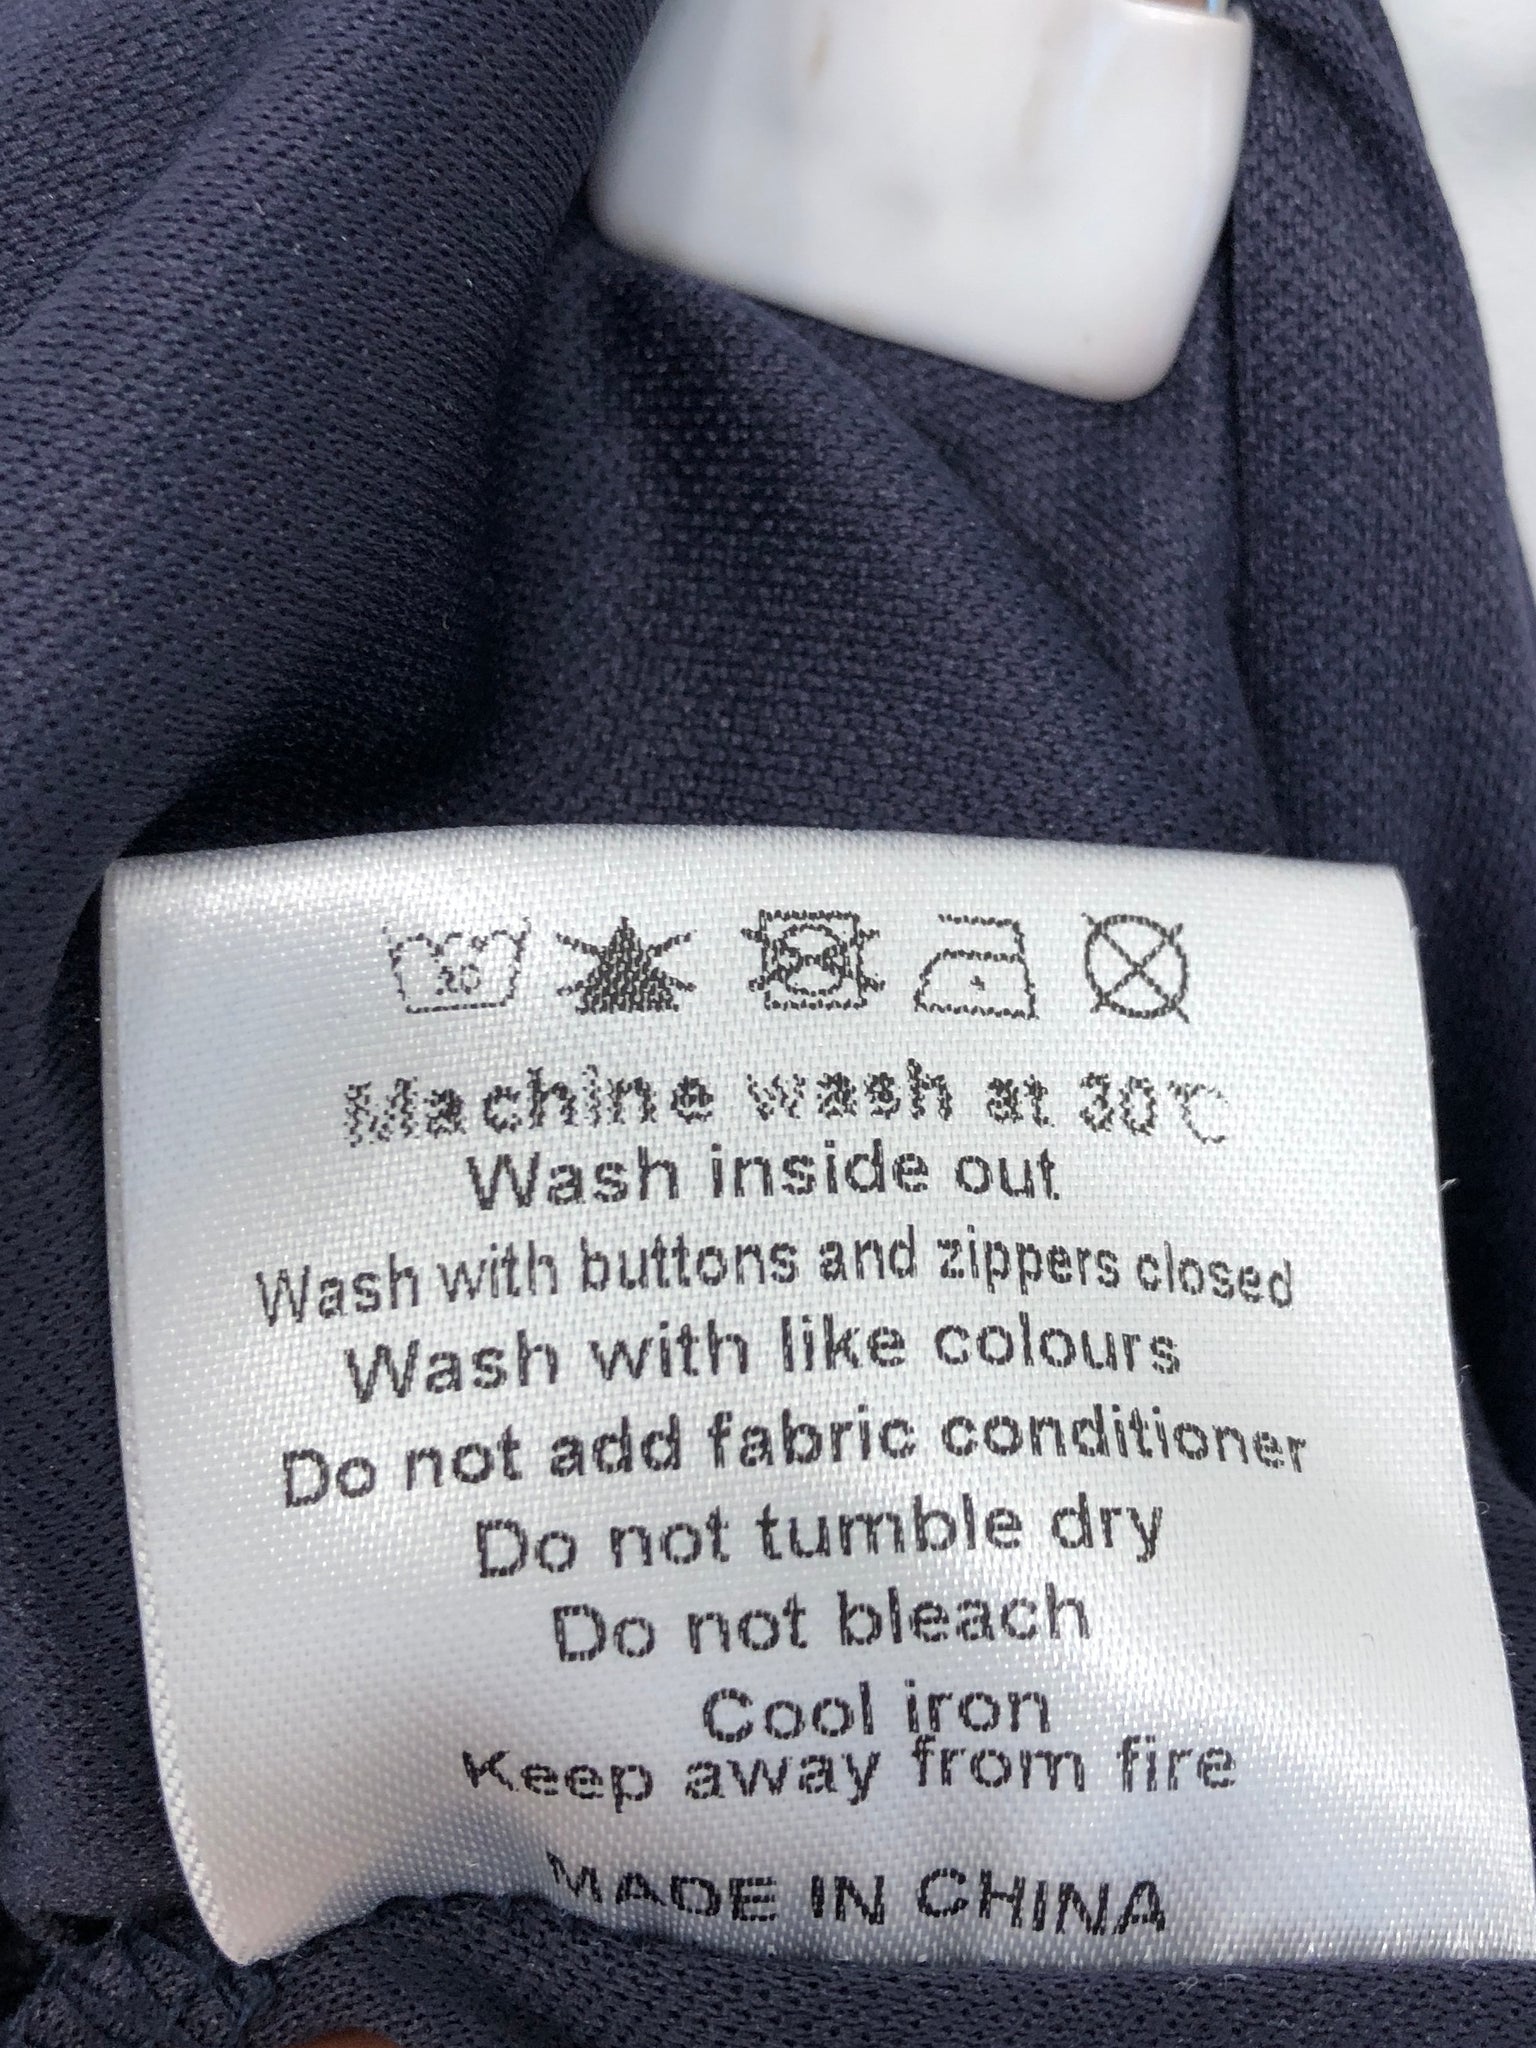 Machine wash at 30°C
Wash inside out
Wash with buttons and zippers closed
Wash with like colours
Do not add fabric conditioner
Do not tumble dry
Do not bleach
Cool iron
Keep away from fire
MADE IN CHINA